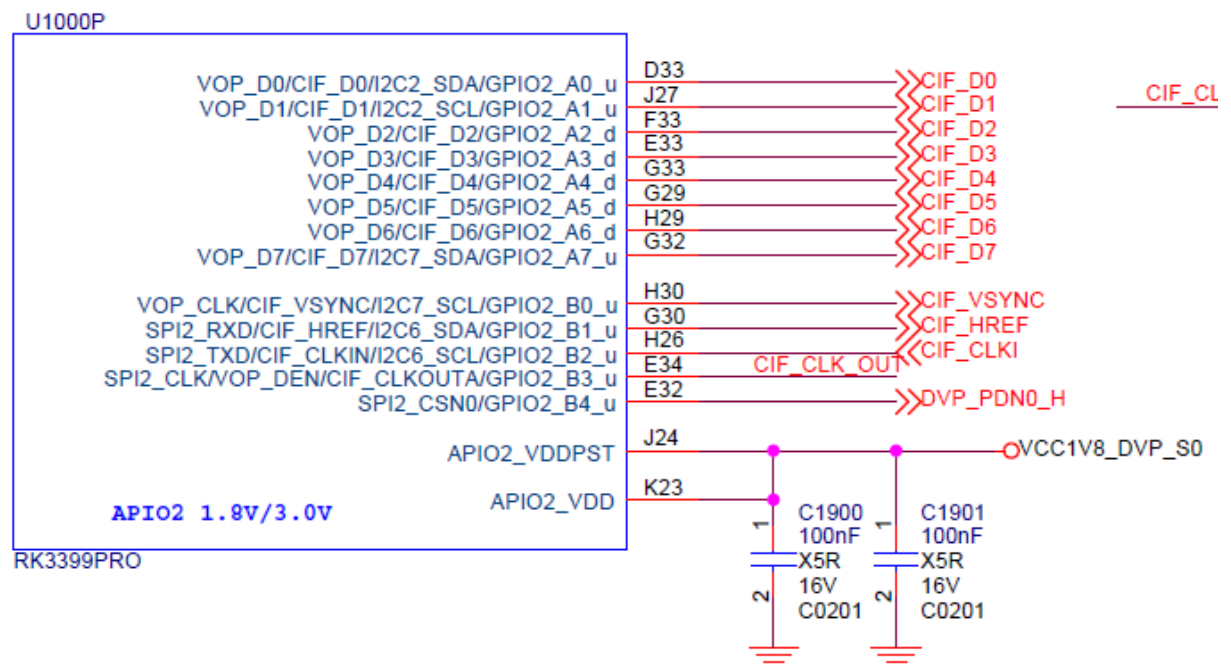 U1000P
VOP_D0/CIF_D0/I2C2_SDA/GPIO2_A0_u D33 CIF_D0
VOP_D1/CIF_D1/I2C2_SCL/GPIO2_A1_u J27 CIF_D1 CIF_CL
VOP_D2/CIF_D2/GPIO2_A2_d F33 CIF_D2
VOP_D3/CIF_D3/GPIO2_A3_d E33 CIF_D3
VOP_D4/CIF_D4/GPIO2_A4_d G33 CIF_D4
VOP_D5/CIF_D5/GPIO2_A5_d G29 CIF_D5
VOP_D6/CIF_D6/GPIO2_A6_d H29 CIF_D6
VOP_D7/CIF_D7/I2C7_SDA/GPIO2_A7_u G32 CIF_D7
VOP_CLK/CIF_VSYNC/I2C7_SCL/GPIO2_B0_u H30 CIF_VSYNC
SPI2_RXD/CIF_HREF/I2C6_SDA/GPIO2_B1_u G30 CIF_HREF
SPI2_TXD/CIF_CLKIN/I2C6_SCL/GPIO2_B2_u H26 CIF_CLKI
SPI2_CLK/VOP_DEN/CIF_CLKOUTA/GPIO2_B3_u E34 CIF_CLK_OUT
SPI2_CSN0/GPIO2_B4_u E32 DVP_PDN0_H
APIO2_VDDPST J24 VCC1V8_DVP_S0
APIO2_VDD K23
APIO2 1.8V/3.0V
1 C1900 1 C1901
100nF 100nF
X5R X5R
2 16V 2 16V
C0201 C0201
RK3399PRO